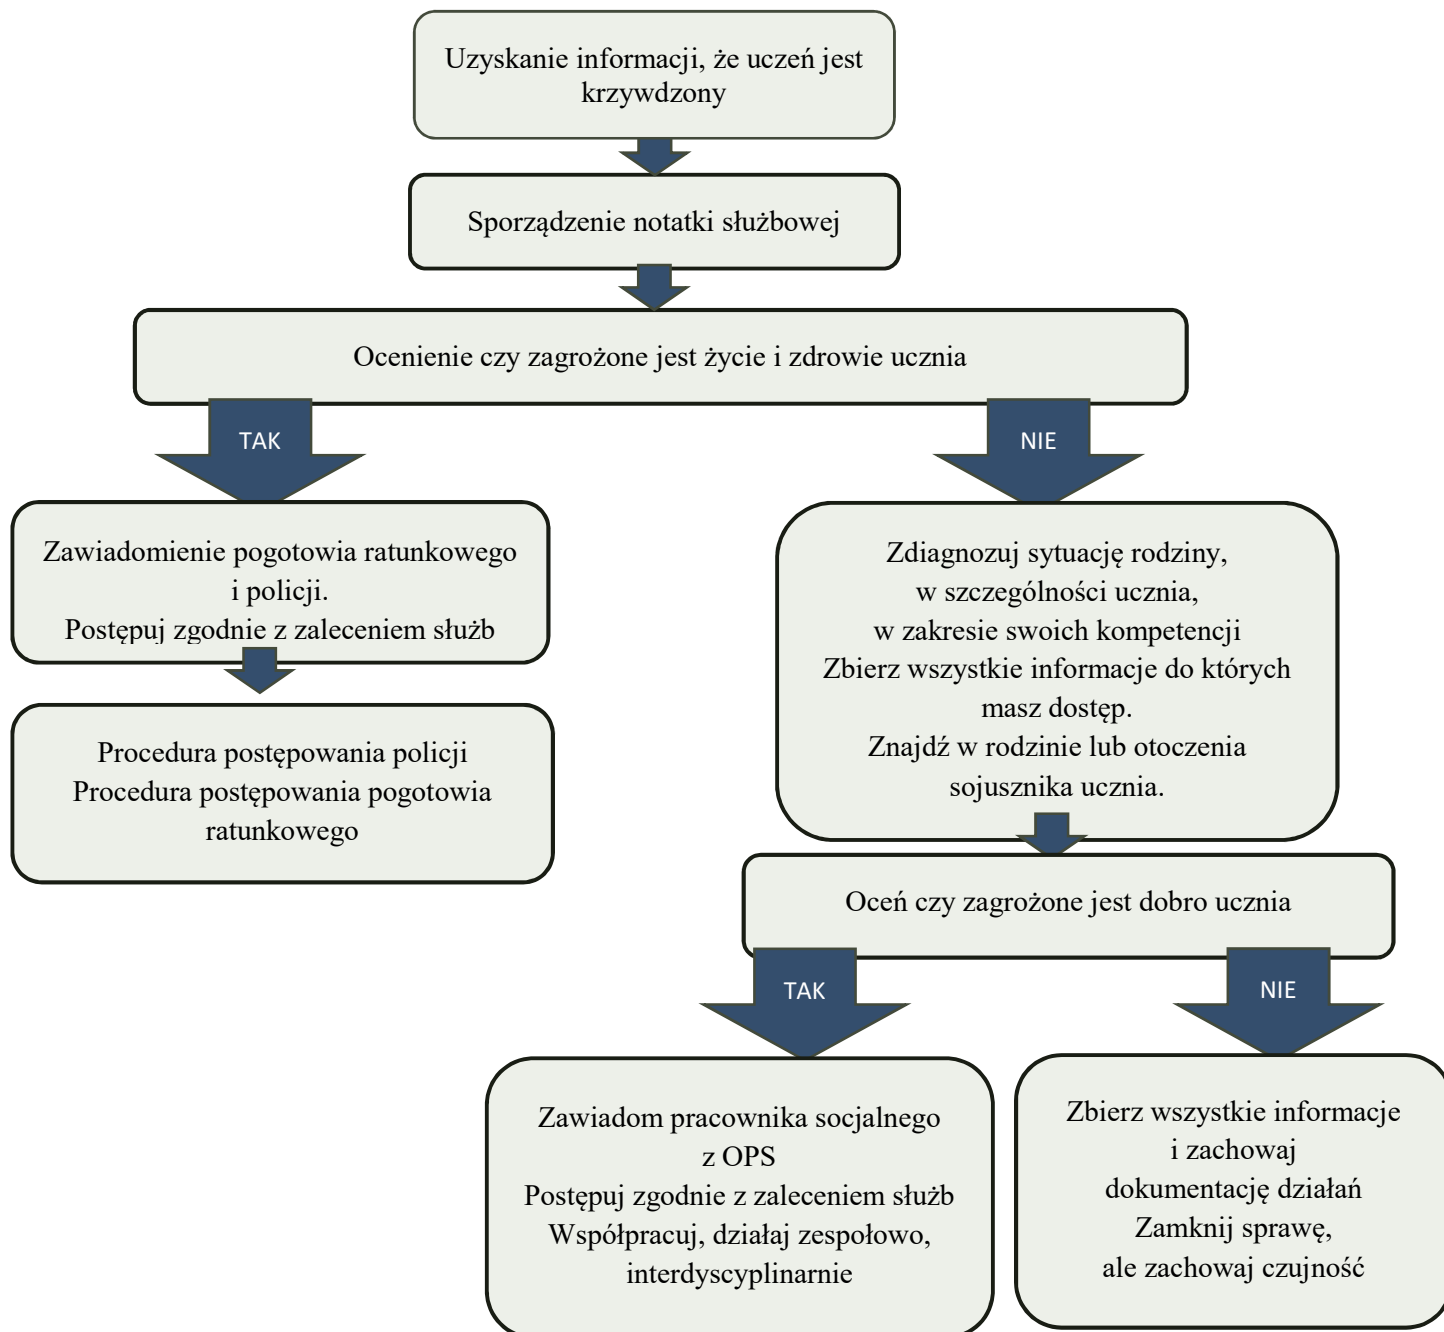 Uzyskanie informacji, że uczeń jest
krzywdzony
Sporządzenie notatki służbowej
Ocenienie czy zagrożone jest życie i zdrowie ucznia
TAK
NIE
Zawiadomienie pogotowia ratunkowego
i policji.
Postępuj zgodnie z zaleceniem służb
Procedura postępowania policji
Procedura postępowania pogotowia
ratunkowego
Zdiagnozuj sytuację rodziny,
w szczególności ucznia,
w zakresie swoich kompetencji
Zbierz wszystkie informacje do których
masz dostęp.
Znajdź w rodzinie lub otoczenia
sojusznika ucznia.
Oceń czy zagrożone jest dobro ucznia
TAK
NIE
Zawiadom pracownika socjalnego
z OPS
Postępuj zgodnie z zaleceniem służb
Współpracuj, działaj zespołowo,
interdyscyplinarnie
Zbierz wszystkie informacje
i zachowaj
dokumentację działań
Zamknij sprawę,
ale zachowaj czujność